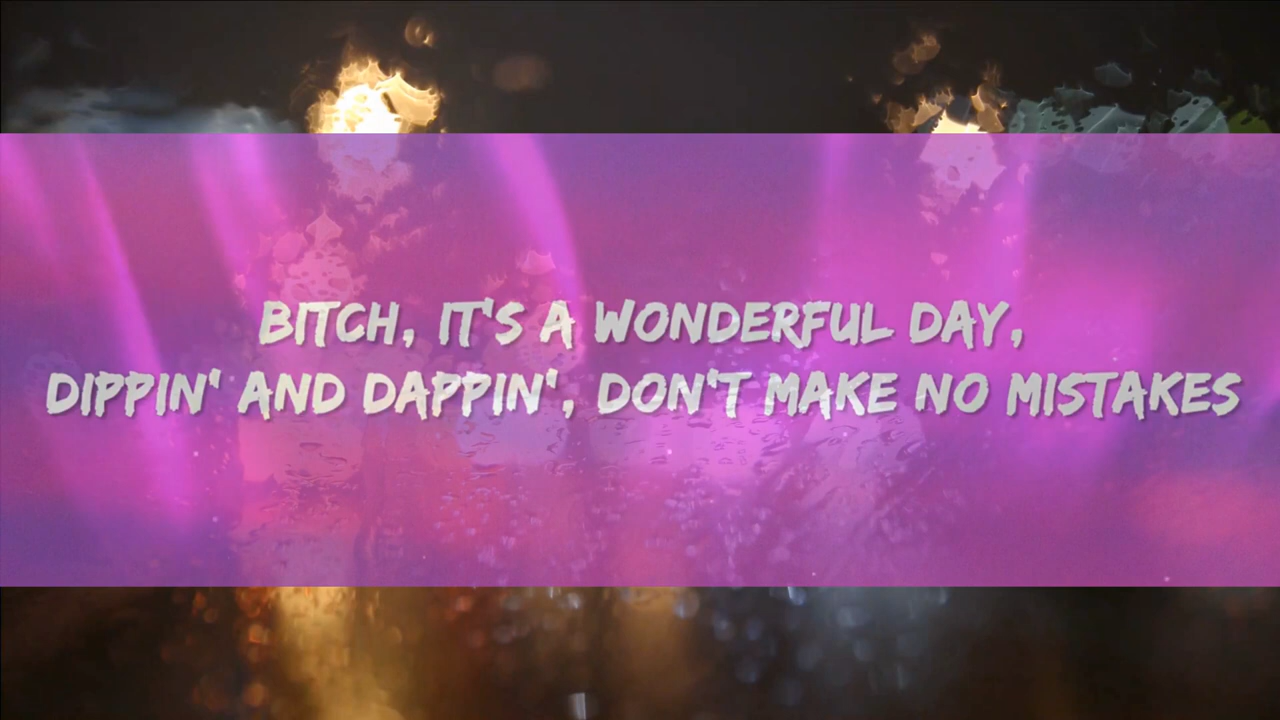 BITCH, IT'S A WONDERFUL DAY,
DIPPIN' AND DAPPIN', DON'T MAKE NO MISTAKES